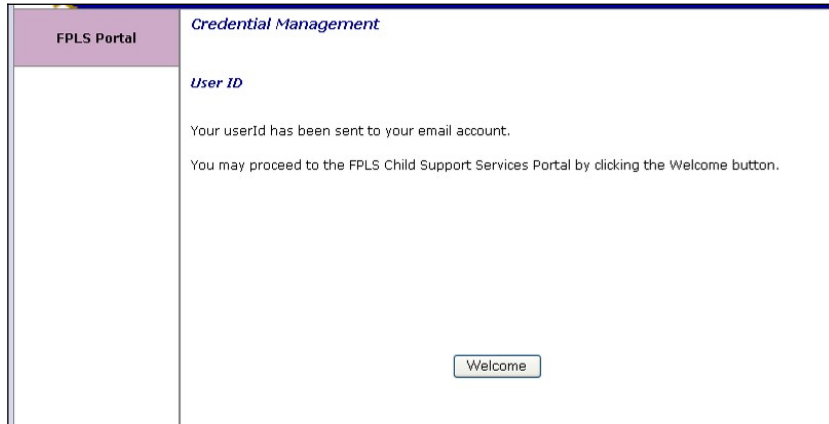 FPLS Portal
Credential Management
User ID
Your userId has been sent to your email account.
You may proceed to the FPLS Child Support Services Portal by clicking the Welcome button.
Welcome